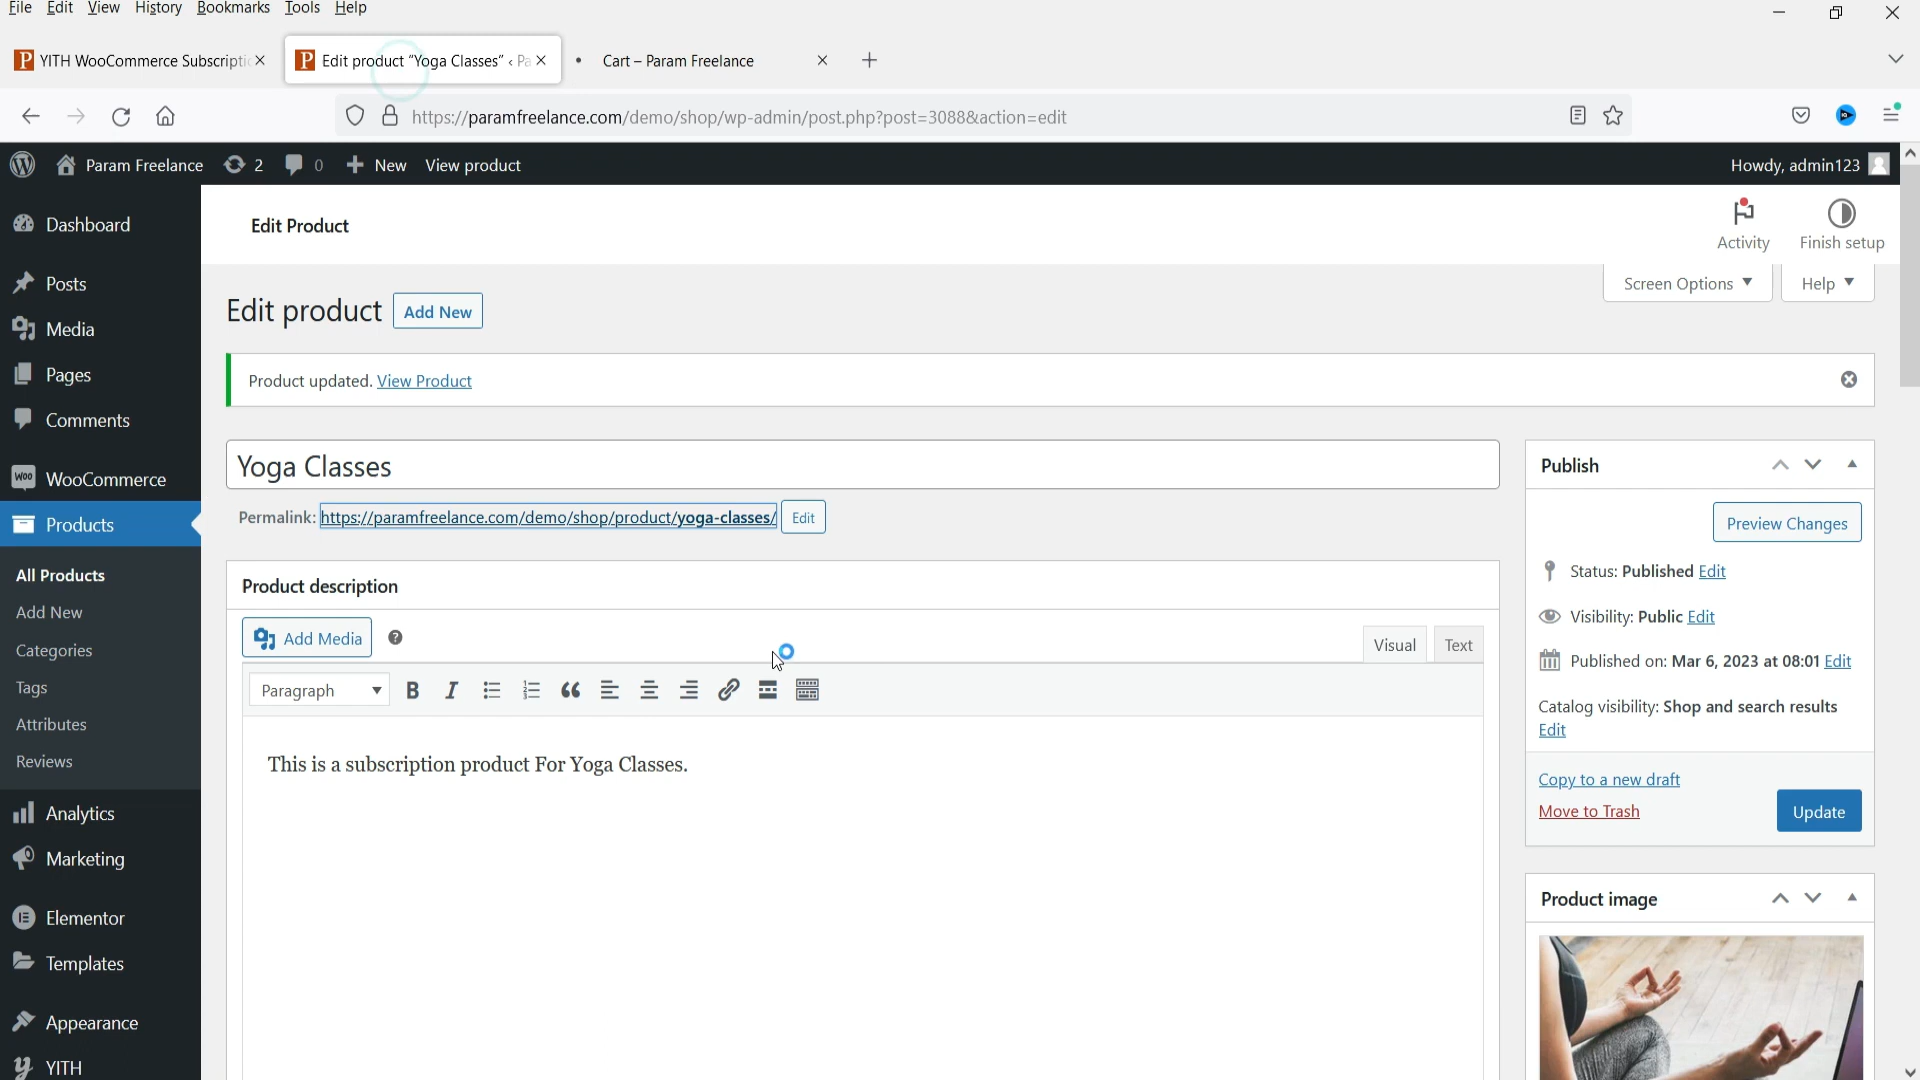 File Edit View History Bookmarks Tools Help
YITH WooCommerce Subscripti
Edit product “Yoga Classes” ‹ Pa
Cart – Param Freelance
https://paramfreelance.com/demo/shop/wp-admin/post.php?post=3088&action=edit
Param Freelance 2 0 New View product
Howdy, admin123
Dashboard
Posts
Media
Pages
Comments
WooCommerce
Products
All Products
Add New
Categories
Tags
Attributes
Reviews
Analytics
Marketing
Elementor
Templates
Appearance
YITH
Edit Product
Activity
Finish setup
Screen Options
Help
Edit product Add New
Product updated. View Product
Yoga Classes
Permalink: https://paramfreelance.com/demo/shop/product/yoga-classes/ Edit
Product description
Add Media
Visual Text
Paragraph
This is a subscription product For Yoga Classes.
Publish
Preview Changes
Status: Published Edit
Visibility: Public Edit
Published on: Mar 6, 2023 at 08:01 Edit
Catalog visibility: Shop and search results
Edit
Copy to a new draft
Move to Trash
Update
Product image